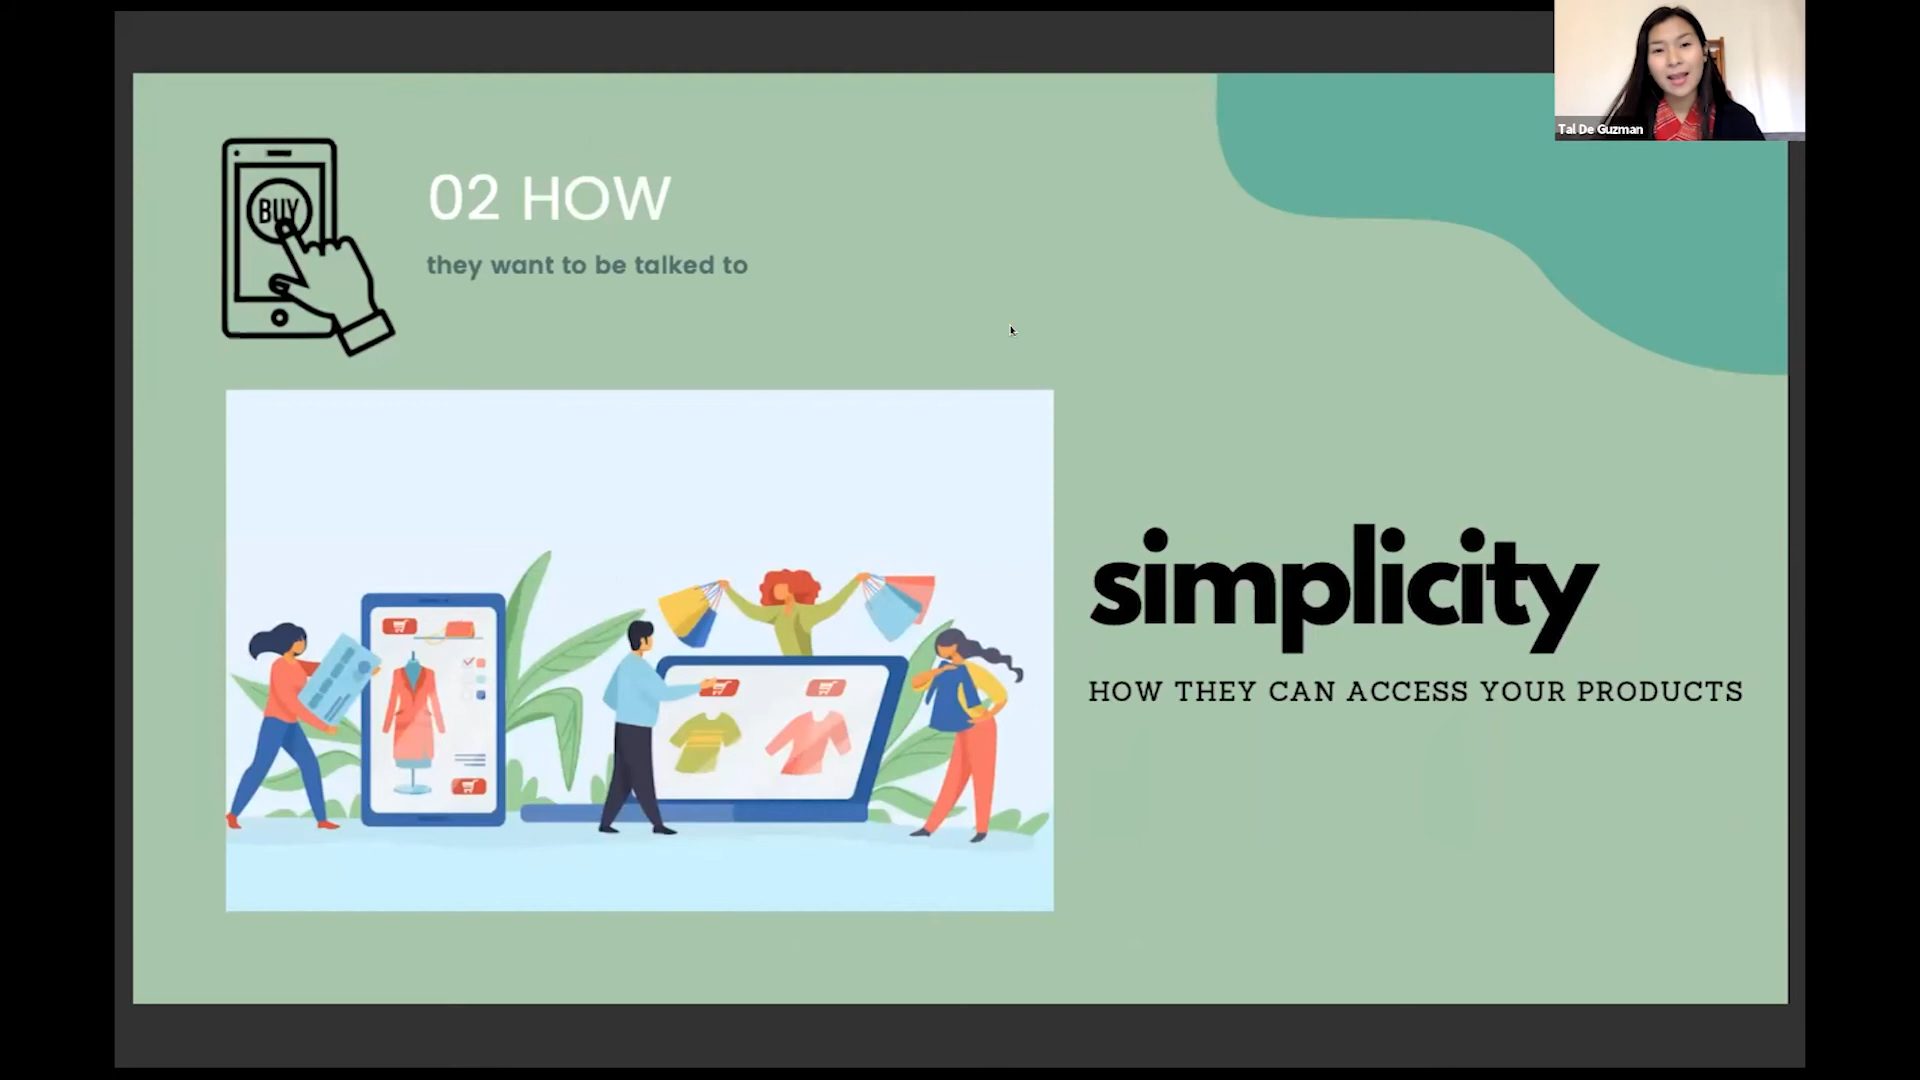 Tal De Guzman
BUY
02 HOW
they want to be talked to
simplicity
HOW THEY CAN ACCESS YOUR PRODUCTS